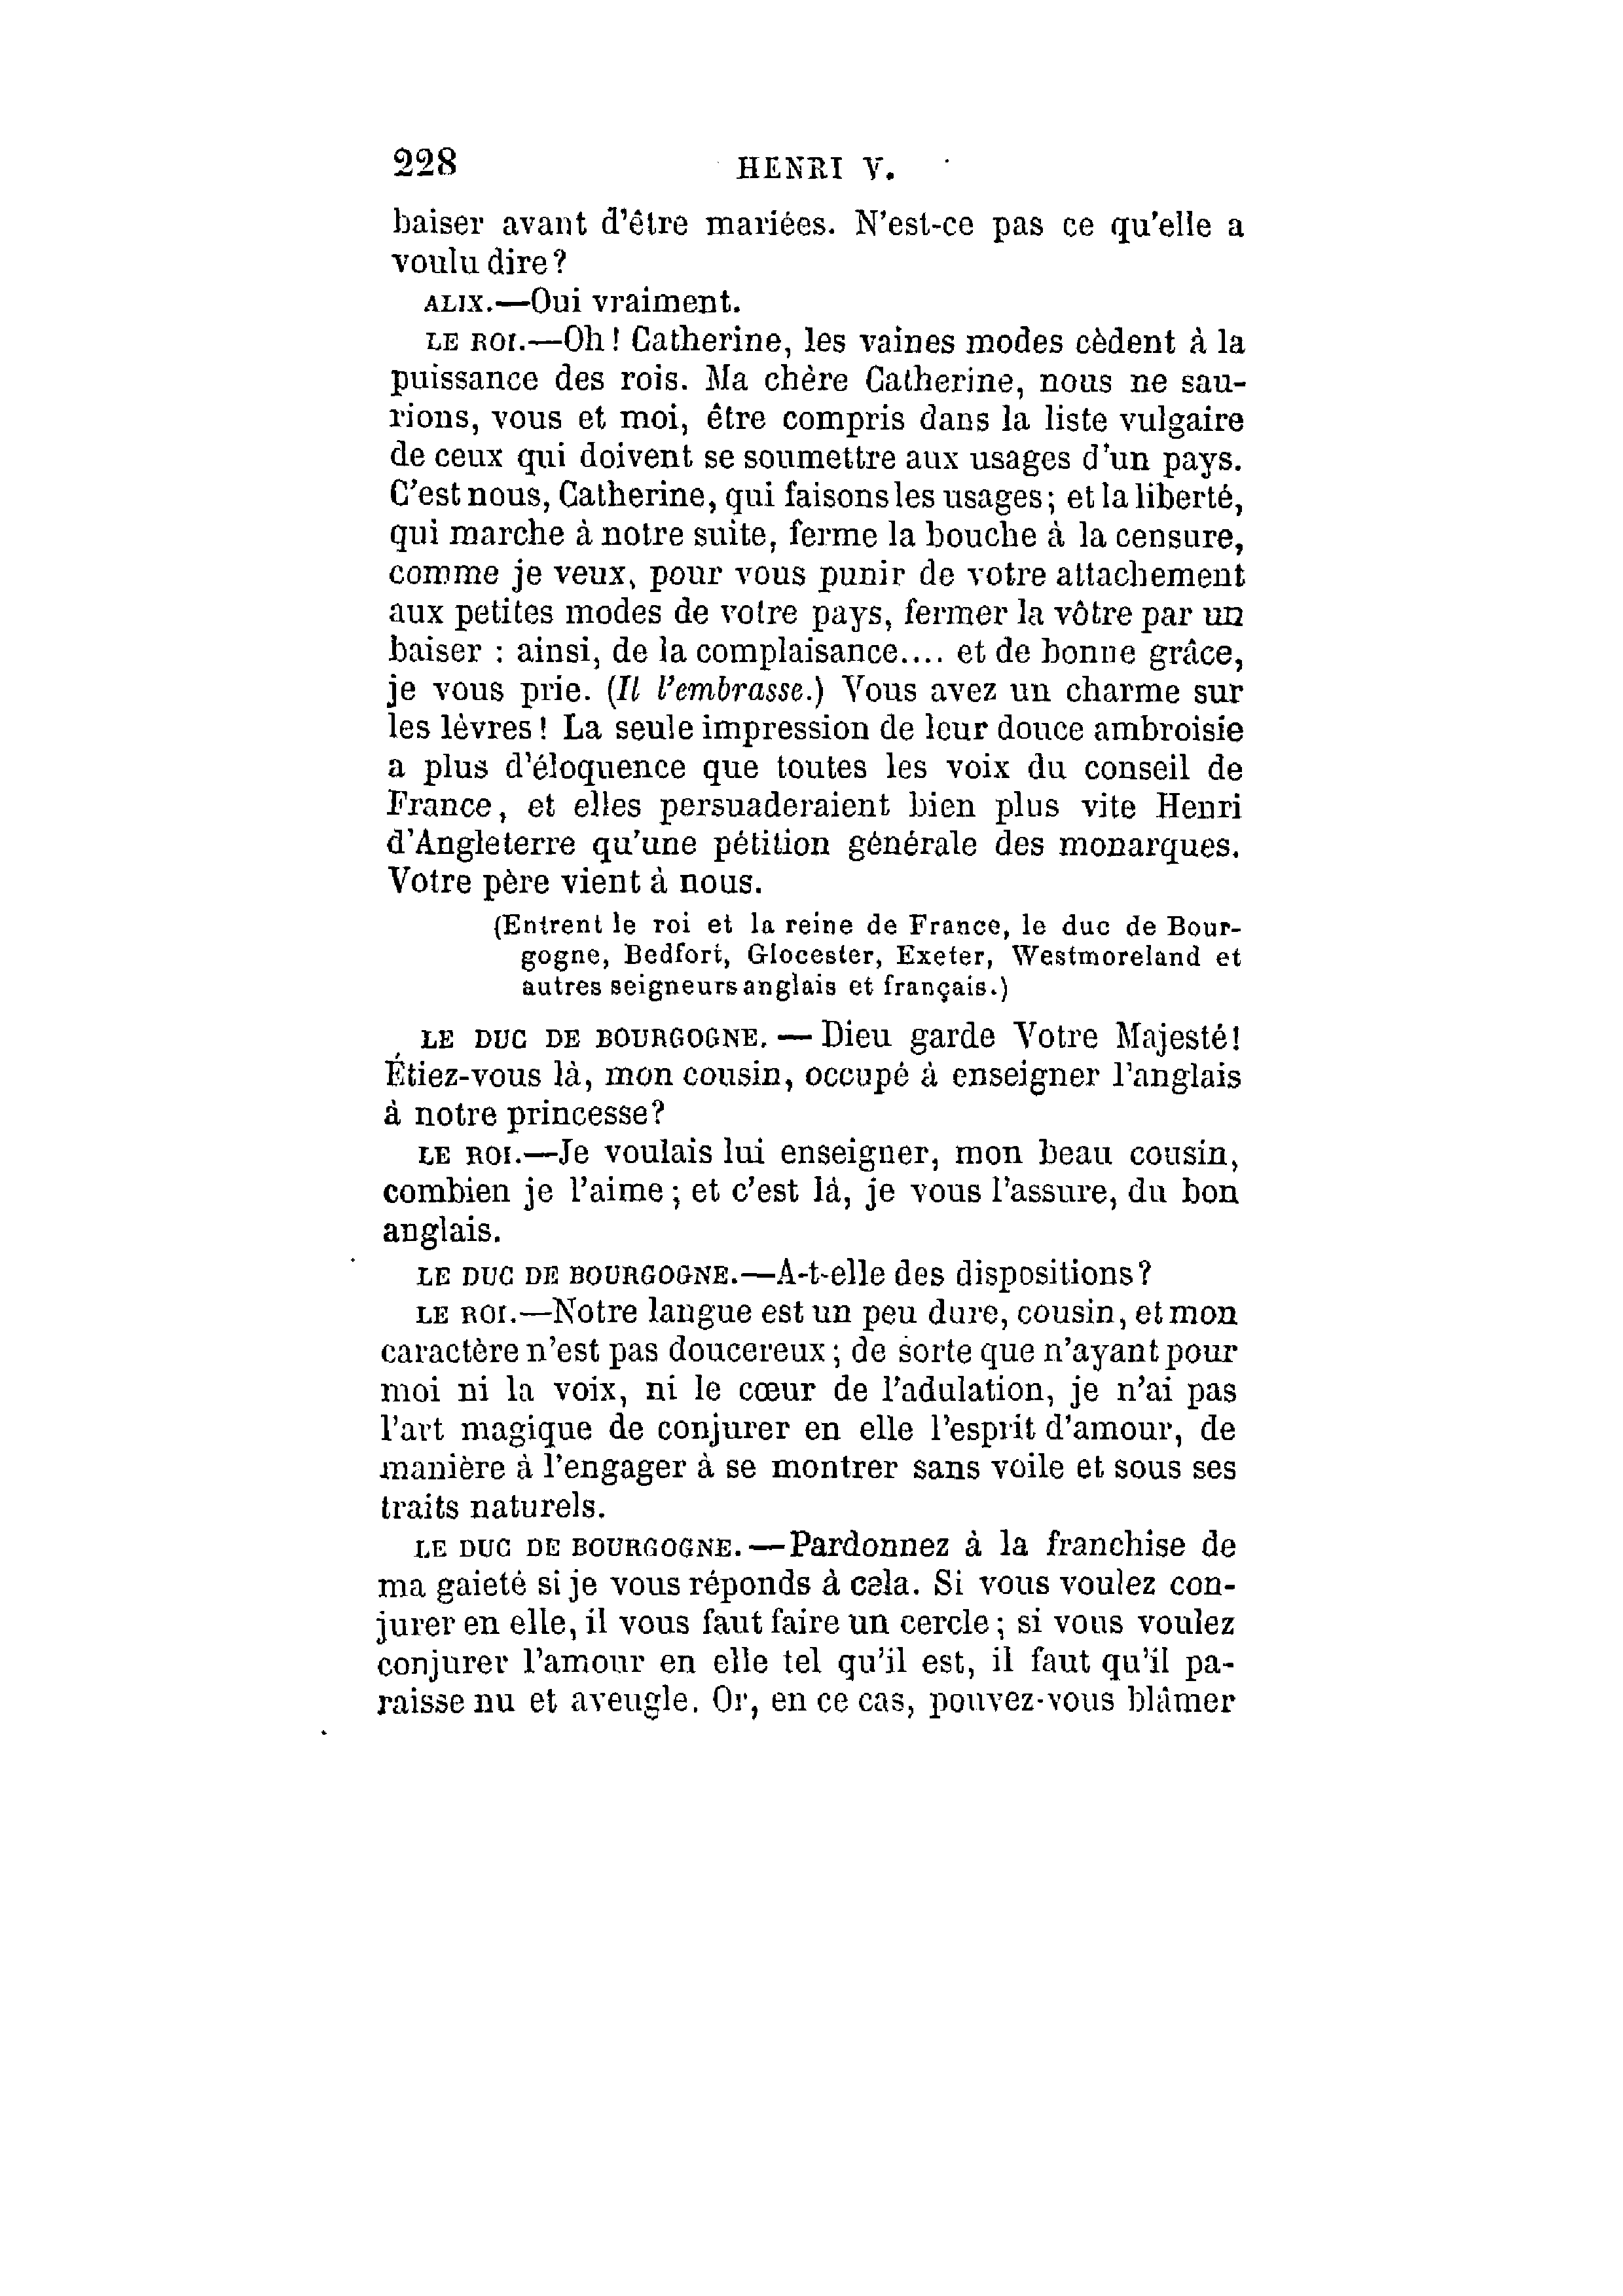 228 HENRI V.
baiser avant d'être mariées. N'est-ce pas ce qu'elle a
voulu dire ?
ALIX.—Oui vraiment.
LE ROI.—Oh ! Catherine, les vaines modes cèdent à la
puissance des rois. Ma chère Catherine, nous ne sau-
rions, vous et moi, être compris dans la liste vulgaire
de ceux qui doivent se soumettre aux usages d'un pays.
C'est nous, Catherine, qui faisons les usages ; et la liberté,
qui marche à notre suite, ferme la bouche à la censure,
comme je veux, pour vous punir de votre attachement
aux petites modes de votre pays, fermer la vôtre par un
baiser : ainsi, de la complaisance.... et de bonne grâce,
je vous prie. (Il l'embrasse.) Vous avez un charme sur
les lèvres ! La seule impression de leur douce ambroisie
a plus d'éloquence que toutes les voix du conseil de
France, et elles persuaderaient bien plus vite Henri
d'Angleterre qu'une pétition générale des monarques.
Votre père vient à nous.
(Entrent le roi et la reine de France, le duc de Bour-
gogne, Bedfort, Glocester, Exeter, Westmoreland et
autres seigneurs anglais et français.)
LE DUC DE BOURGOGNE. — Dieu garde Votre Majesté!
Étiez-vous là, mon cousin, occupé à enseigner l'anglais
à notre princesse?
LE ROI.—Je voulais lui enseigner, mon beau cousin,
combien je l'aime ; et c'est là, je vous l'assure, du bon
anglais.
LE DUC DE BOURGOGNE.—A-t-elle des dispositions?
LE ROI.—Notre langue est un peu dure, cousin, et mon
caractère n'est pas doucereux ; de sorte que n'ayant pour
moi ni la voix, ni le cœur de l'adulation, je n'ai pas
l'art magique de conjurer en elle l'esprit d'amour, de
manière à l'engager à se montrer sans voile et sous ses
traits naturels.
LE DUC DE BOURGOGNE.—Pardonnez à la franchise de
ma gaieté si je vous réponds à cela. Si vous voulez con-
jurer en elle, il vous faut faire un cercle ; si vous voulez
conjurer l'amour en elle tel qu'il est, il faut qu'il pa-
raisse nu et aveugle. Or, en ce cas, pouvez-vous blâmer